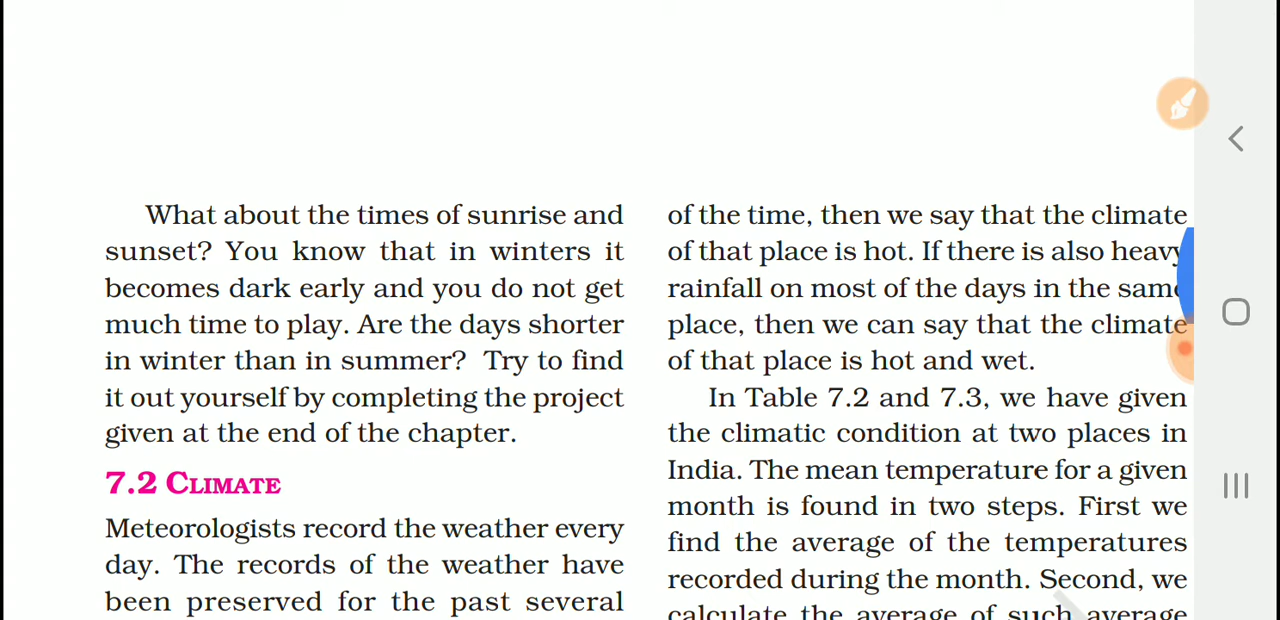 What about the times of sunrise and
sunset? You know that in winters it
becomes dark early and you do not get
much time to play. Are the days shorter
in winter than in summer? Try to find
it out yourself by completing the project
given at the end of the chapter.
7.2 CLIMATE
Meteorologists record the weather every
day. The records of the weather have
been preserved for the past several
of the time, then we say that the climate
of that place is hot. If there is also heavy
rainfall on most of the days in the same
place, then we can say that the climate
of that place is hot and wet.
In Table 7.2 and 7.3, we have given
the climatic condition at two places in
India. The mean temperature for a given
month is found in two steps. First we
find the average of the temperatures
recorded during the month. Second, we
calculate the average of such average